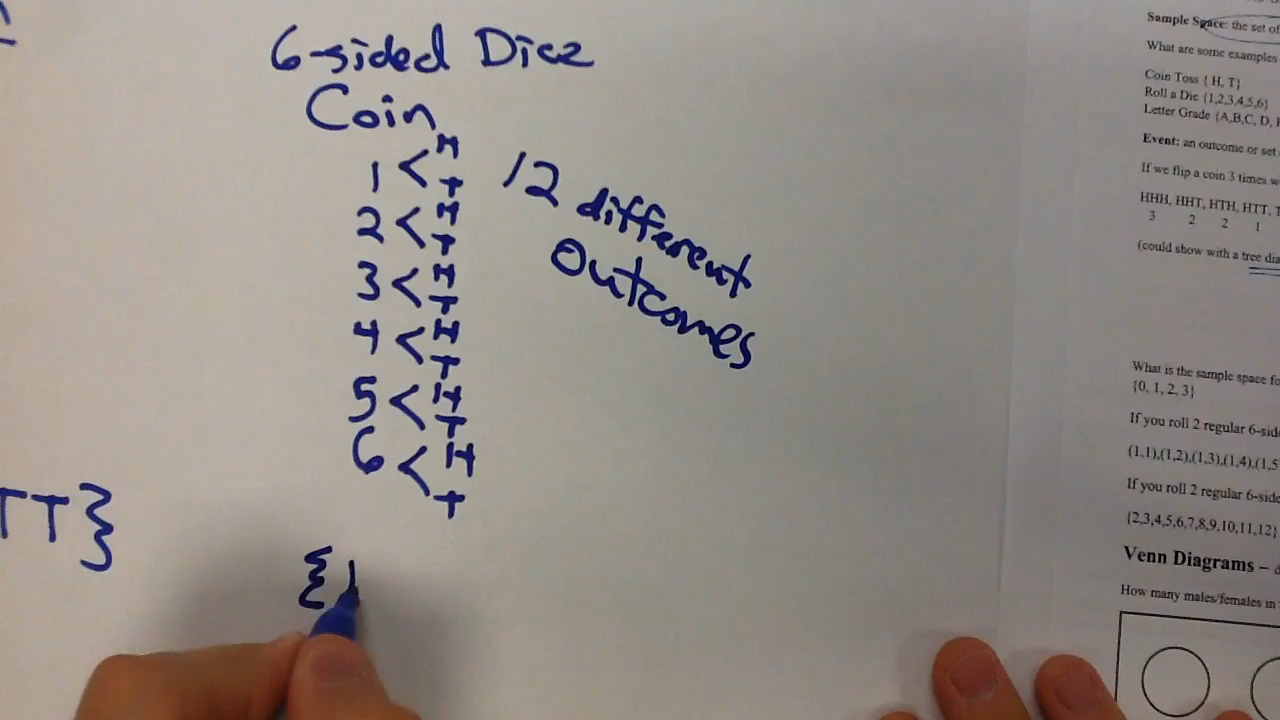 6-sided Dice
Coin
1 < H
T
2 < H
T
3 < H
T
4 < H
T
5 < H
T
6 < H
T
12 different
outcomes
TT}
{1
Sample Space: the set of
What are some examples
Coin Toss { H, T}
Roll a Die {1,2,3,4,5,6}
Letter Grade {A,B,C, D,
Event: an outcome or set
If we flip a coin 3 times w
HHH, HHT, HTH, HTT,
3 2 2 1
(could show with a tree dia
What is the sample space fo
{0, 1, 2, 3}
If you roll 2 regular 6-side
(1,1),(1,2),(1,3),(1,4),(1,5
If you roll 2 regular 6-side
{2,3,4,5,6,7,8,9,10,11,12}
Venn Diagrams –
How many males/females in